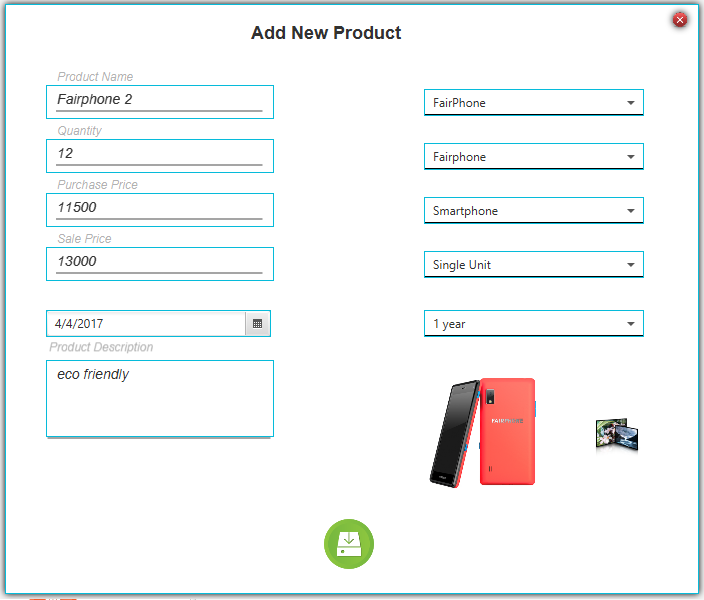 Add New Product
Product Name
Fairphone 2
FairPhone
Quantity
12
Fairphone
Purchase Price
11500
Smartphone
Sale Price
13000
Single Unit
4/4/2017
1 year
Product Description
eco friendly
FAIRPHONE